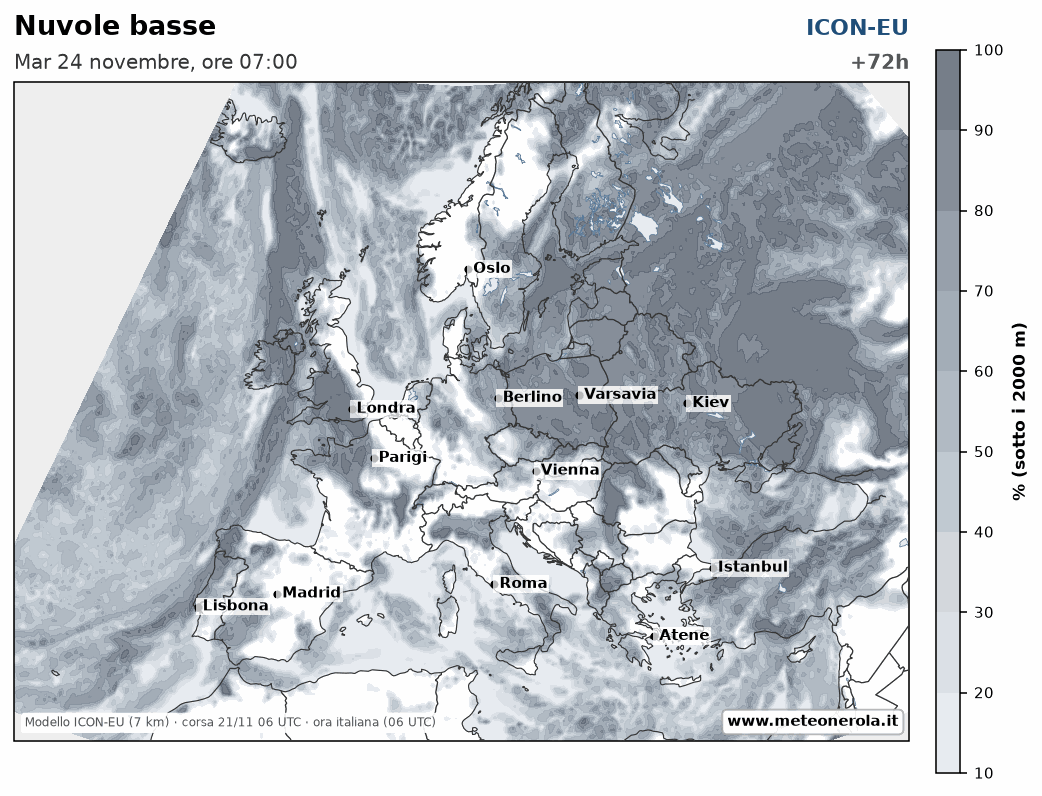 Nuvole basse
ICON-EU
Mar 24 novembre, ore 07:00
+72h
100
90
80
70
60
50
40
30
20
10
% (sotto i 2000 m)
Oslo
Berlino
Varsavia
Kiev
Londra
Parigi
Vienna
Istanbul
Roma
Madrid
Lisbona
Atene
Modello ICON-EU (7 km) · corsa 21/11 06 UTC · ora italiana (06 UTC)
www.meteonerola.it